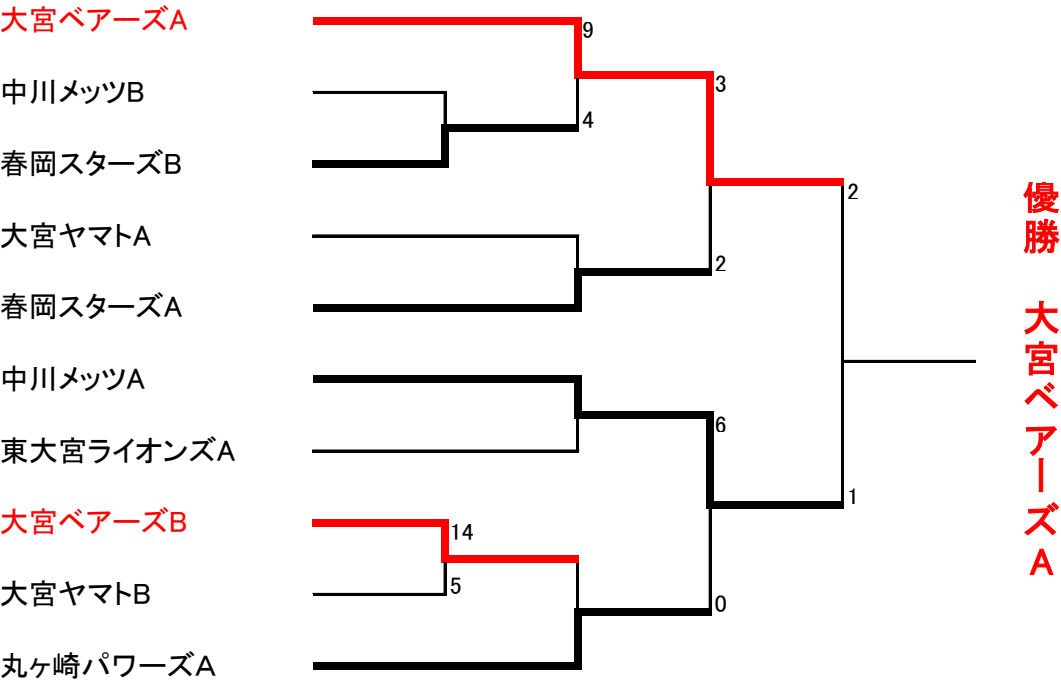 大宮ベアーズA
中川メッツB
春岡スターズB
大宮ヤマトA
春岡スターズA
中川メッツA
東大宮ライオンズA
大宮ベアーズB
大宮ヤマトB
丸ヶ崎パワーズA
9
4
3
2
6
14
5
0
2
1
優勝 大宮ベアーズA